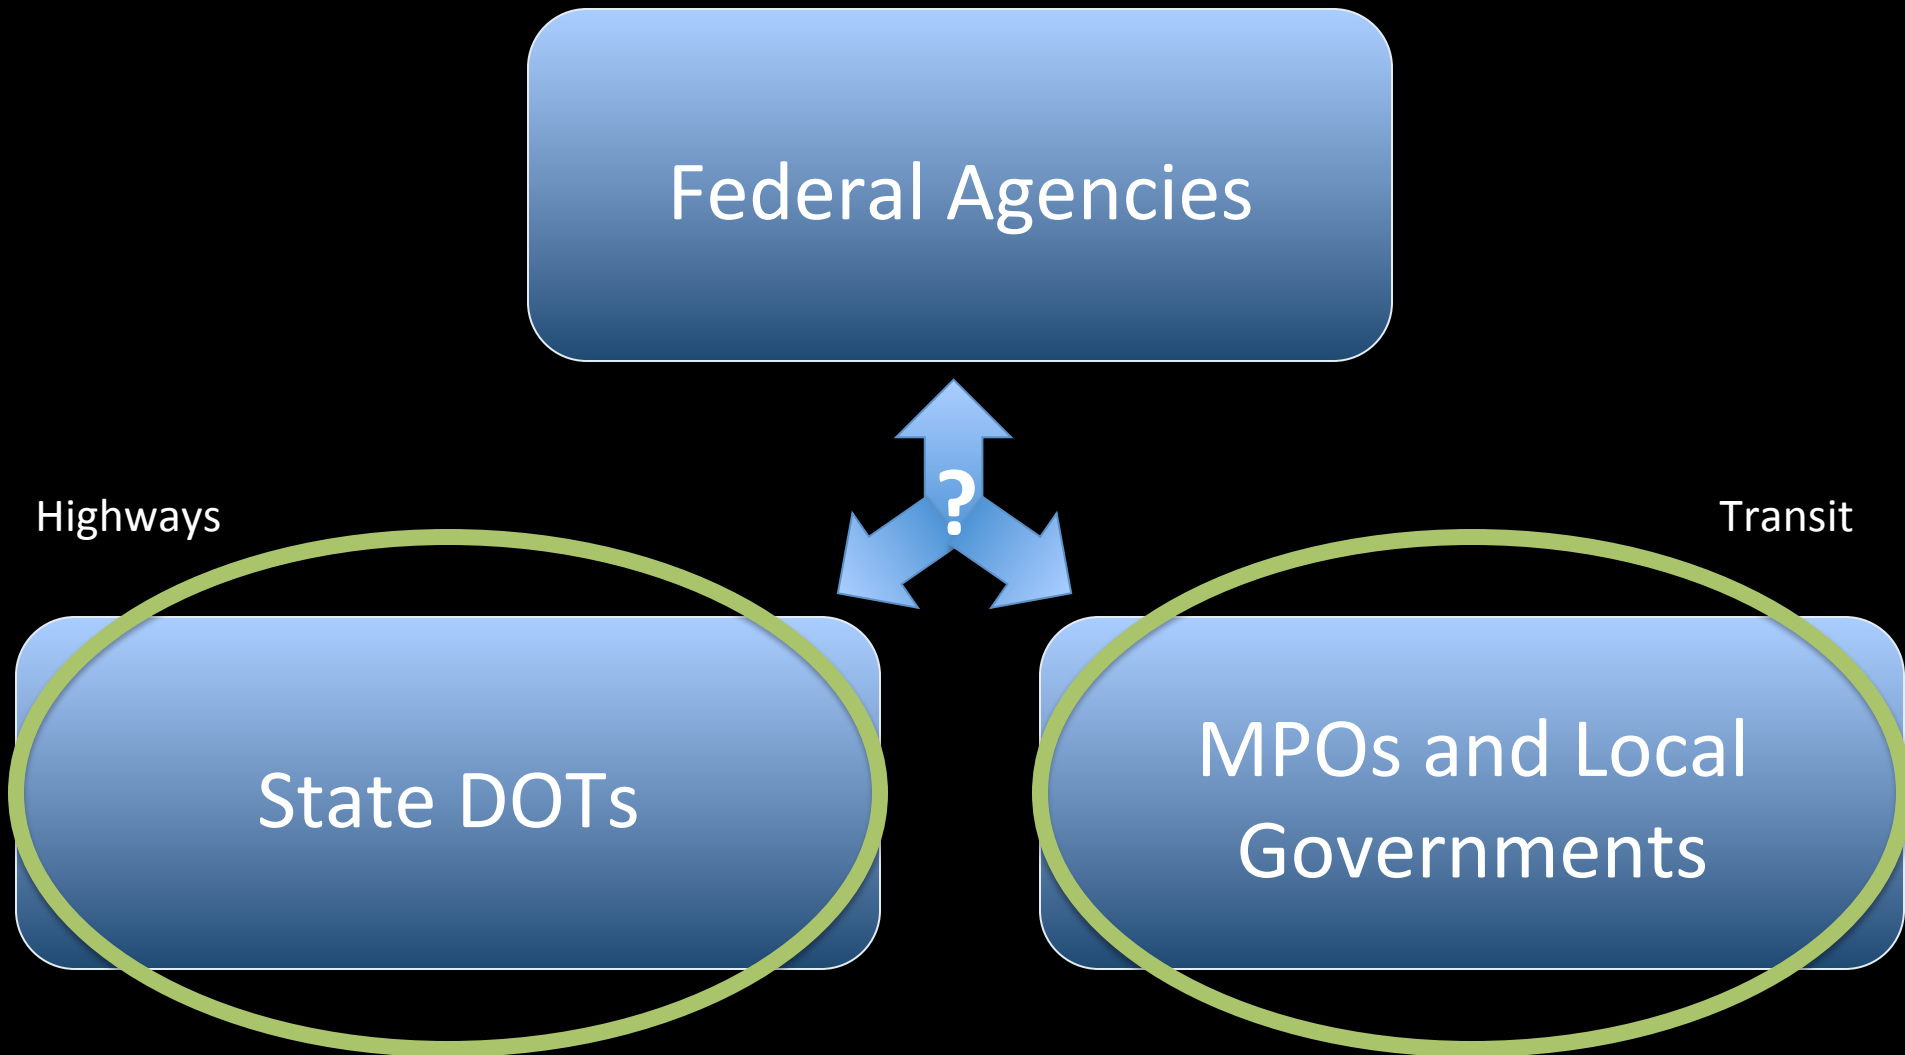 Federal Agencies
?
Highways
Transit
State DOTs
MPOs and Local
Governments